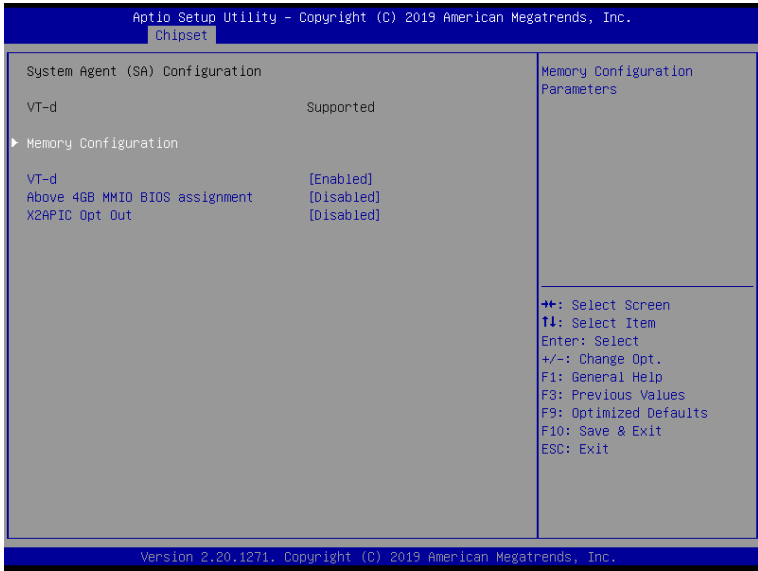 Aptio Setup Utility – Copyright (C) 2019 American Megatrends, Inc.
Chipset
System Agent (SA) Configuration
VT-d Supported
Memory Configuration
VT-d [Enabled]
Above 4GB MMIO BIOS assignment [Disabled]
X2APIC Opt Out [Disabled]
Memory Configuration
Parameters
→←: Select Screen
↑↓: Select Item
Enter: Select
+/-: Change Opt.
F1: General Help
F3: Previous Values
F9: Optimized Defaults
F10: Save & Exit
ESC: Exit
Version 2.20.1271. Copyright (C) 2019 American Megatrends, Inc.